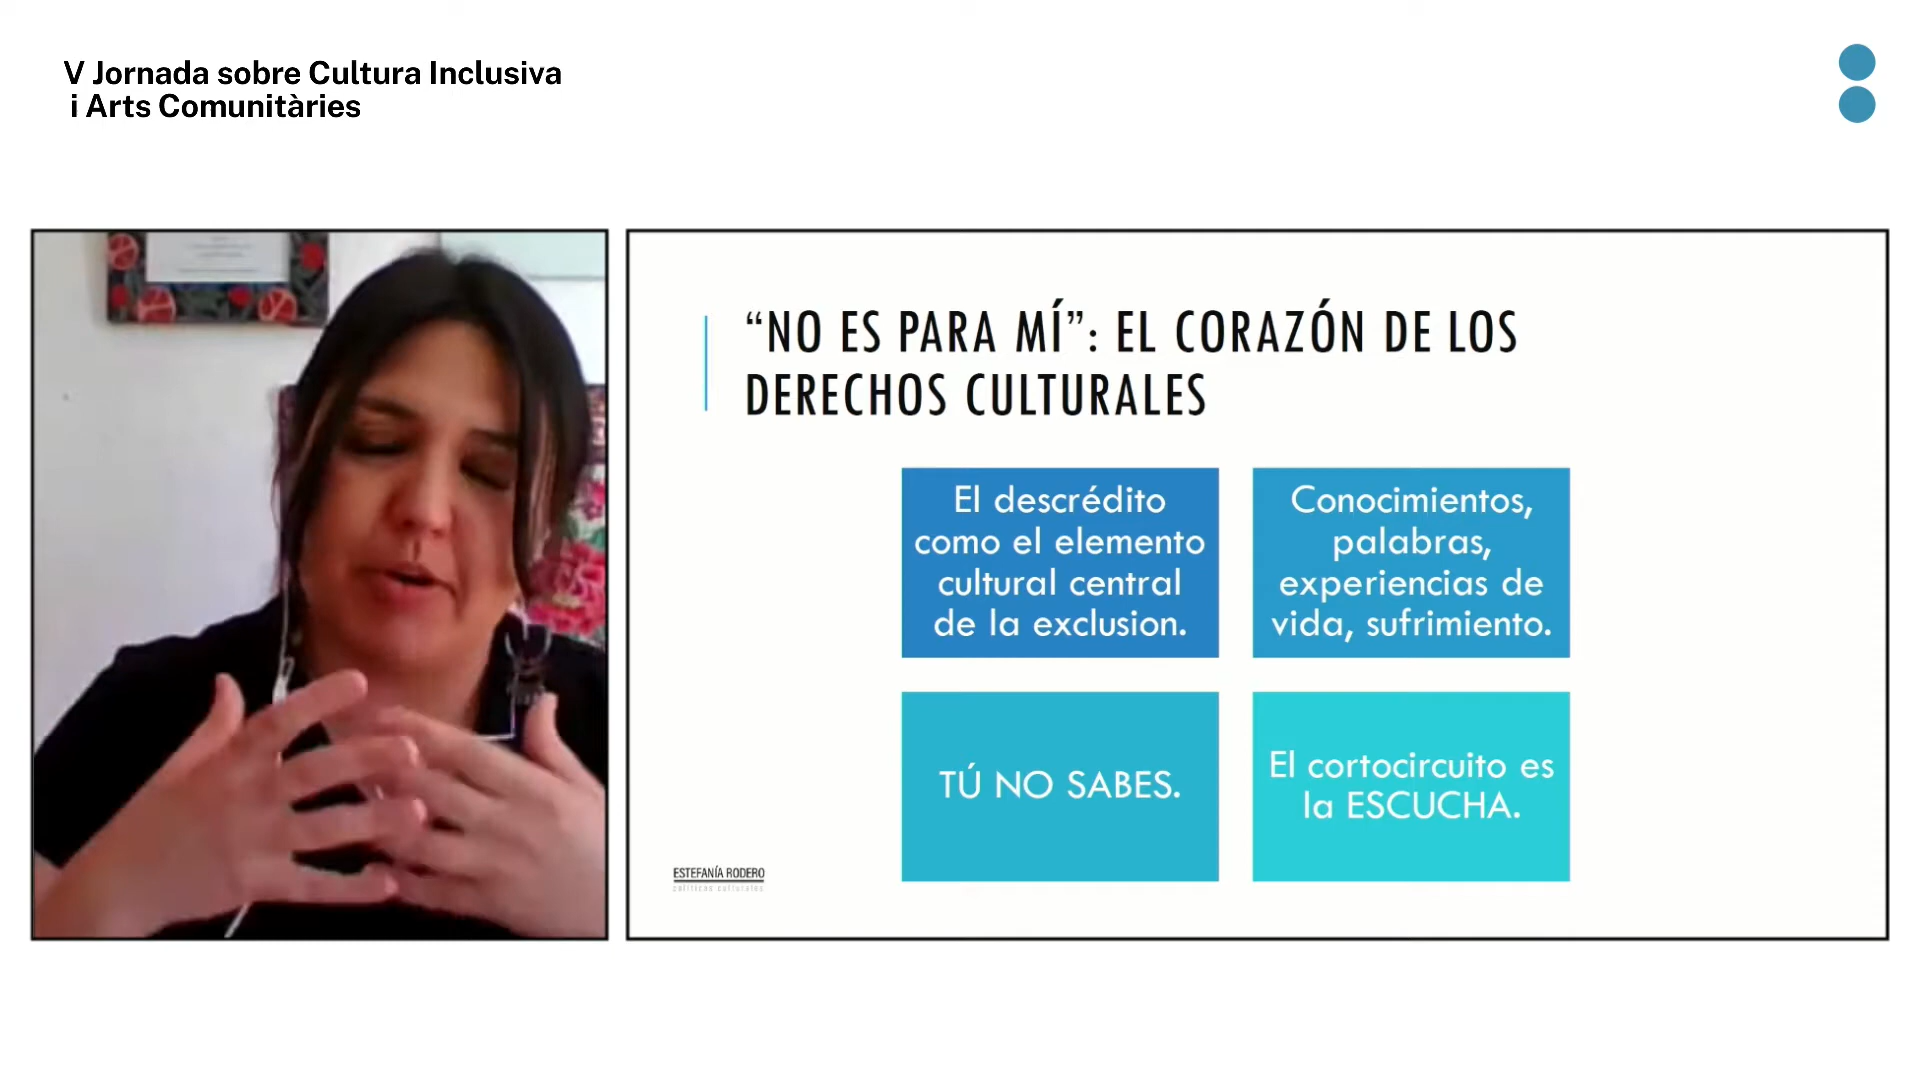 V Jornada sobre Cultura Inclusiva
i Arts Comunitàries
“NO ES PARA MÍ”: EL CORAZÓN DE LOS
DERECHOS CULTURALES
El descrédito
como el elemento
cultural central
de la exclusion.
Conocimientos,
palabras,
experiencias de
vida, sufrimiento.
TÚ NO SABES.
El cortocircuito es
la ESCUCHA.
ESTEFANÍA RODERO
políticas culturales